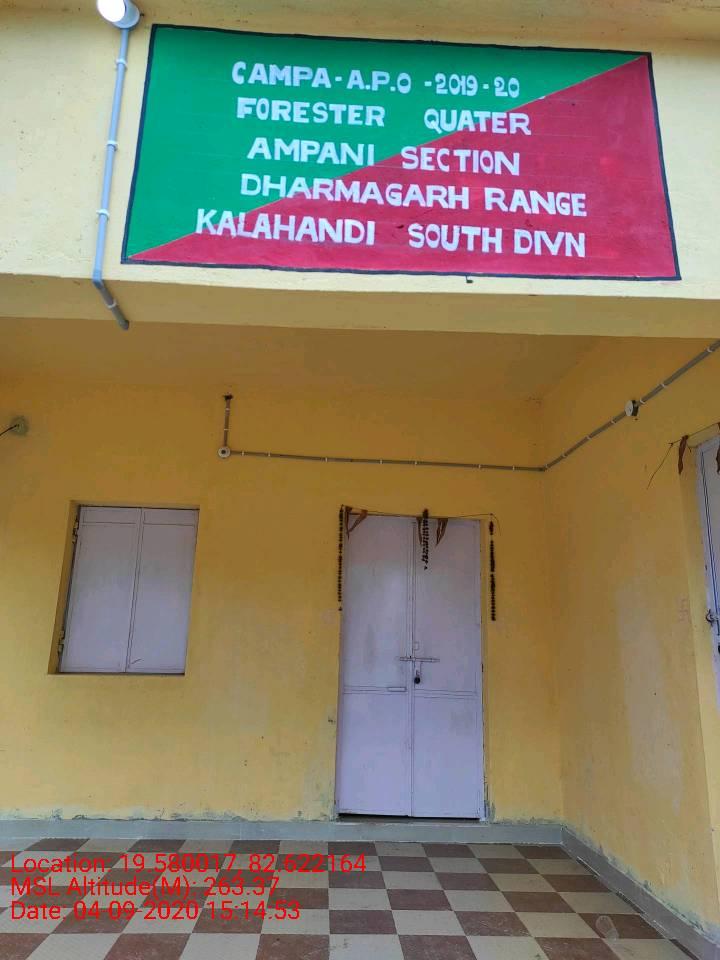 CAMPA - A.P.O - 2019 - 20
FORESTER QUATER
AMPANI SECTION
DHARMAGARH RANGE
KALAHANDI SOUTH DIVN
Location: 19.580017, 82.622164
MSL Altitude(M): 263.37
Date: 04-09-2020 15:14:53